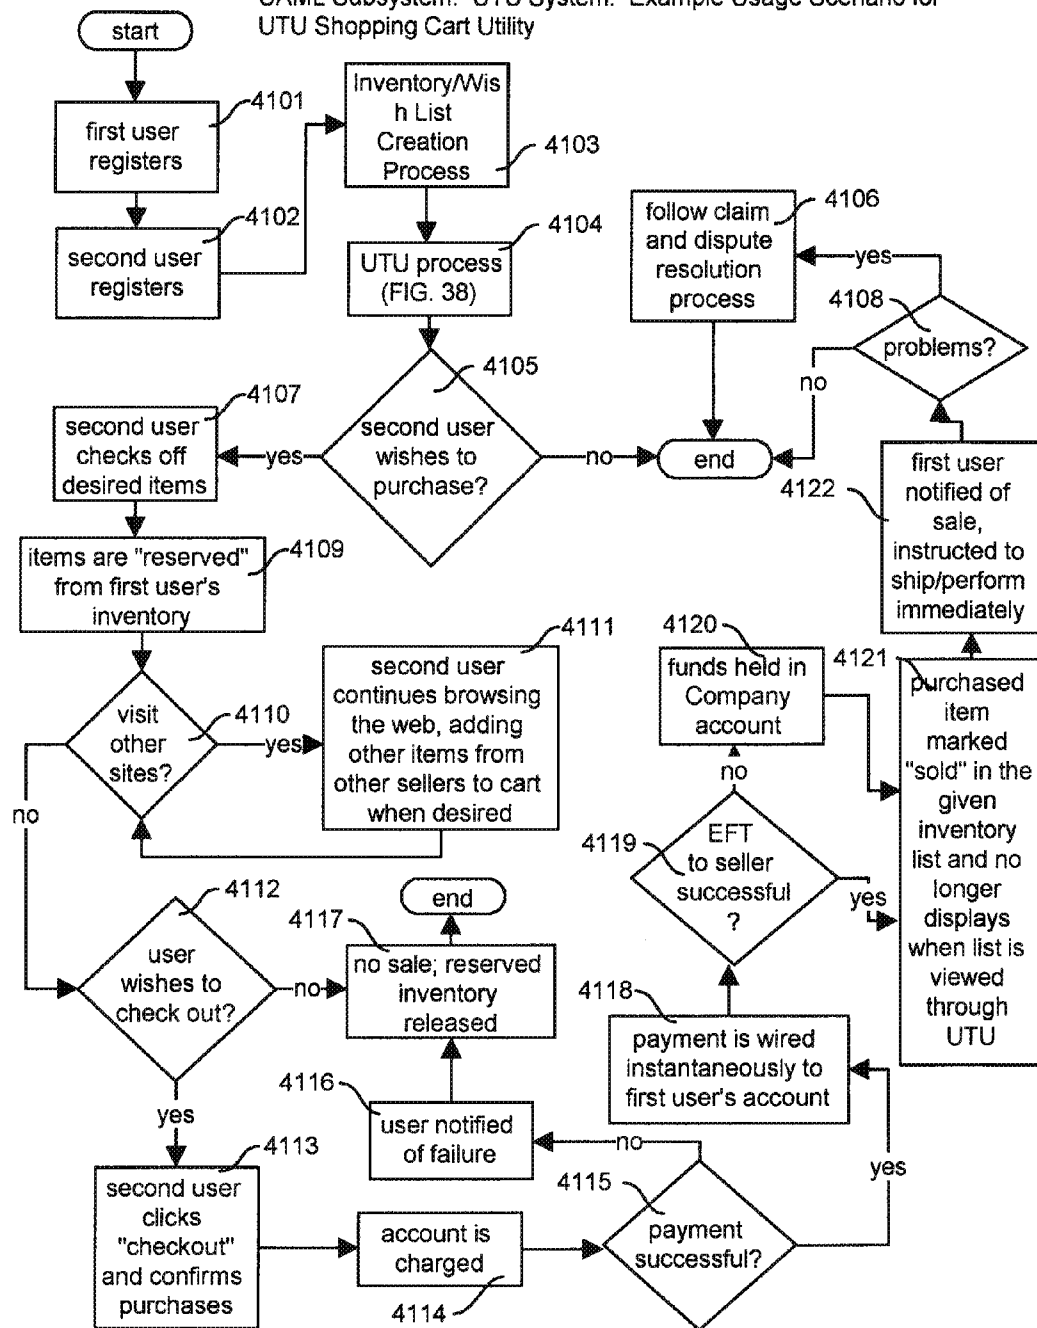 UAML Subsystem: UTU System: Example Usage Scenario for
UTU Shopping Cart Utility
start
4101
first user
registers
4102
second user
registers
Inventory/Wis
h List
Creation
Process
4103
4104
UTU process
(FIG. 38)
4105
second user
wishes to
purchase?
yes
no
4106
follow claim
and dispute
resolution
process
yes
4108
problems?
no
end
4107
second user
checks off
desired items
4109
items are "reserved"
from first user's
inventory
4110
visit
other
sites?
yes
no
4111
second user
continues browsing
the web, adding
other items from
other sellers to cart
when desired
4112
user
wishes to
check out?
no
yes
4117
no sale; reserved
inventory
released
end
4116
user notified
of failure
no
4113
second user
clicks
"checkout"
and confirms
purchases
account is
charged
4114
4115
payment
successful?
yes
4118
payment is wired
instantaneously to
first user's account
4119
EFT
to seller
successful
?
no
yes
4120
funds held in
Company
account
4121
purchased
item
marked
"sold" in the
given
inventory
list and no
longer
displays
when list is
viewed
through
UTU
4122
first user
notified of
sale,
instructed to
ship/perform
immediately